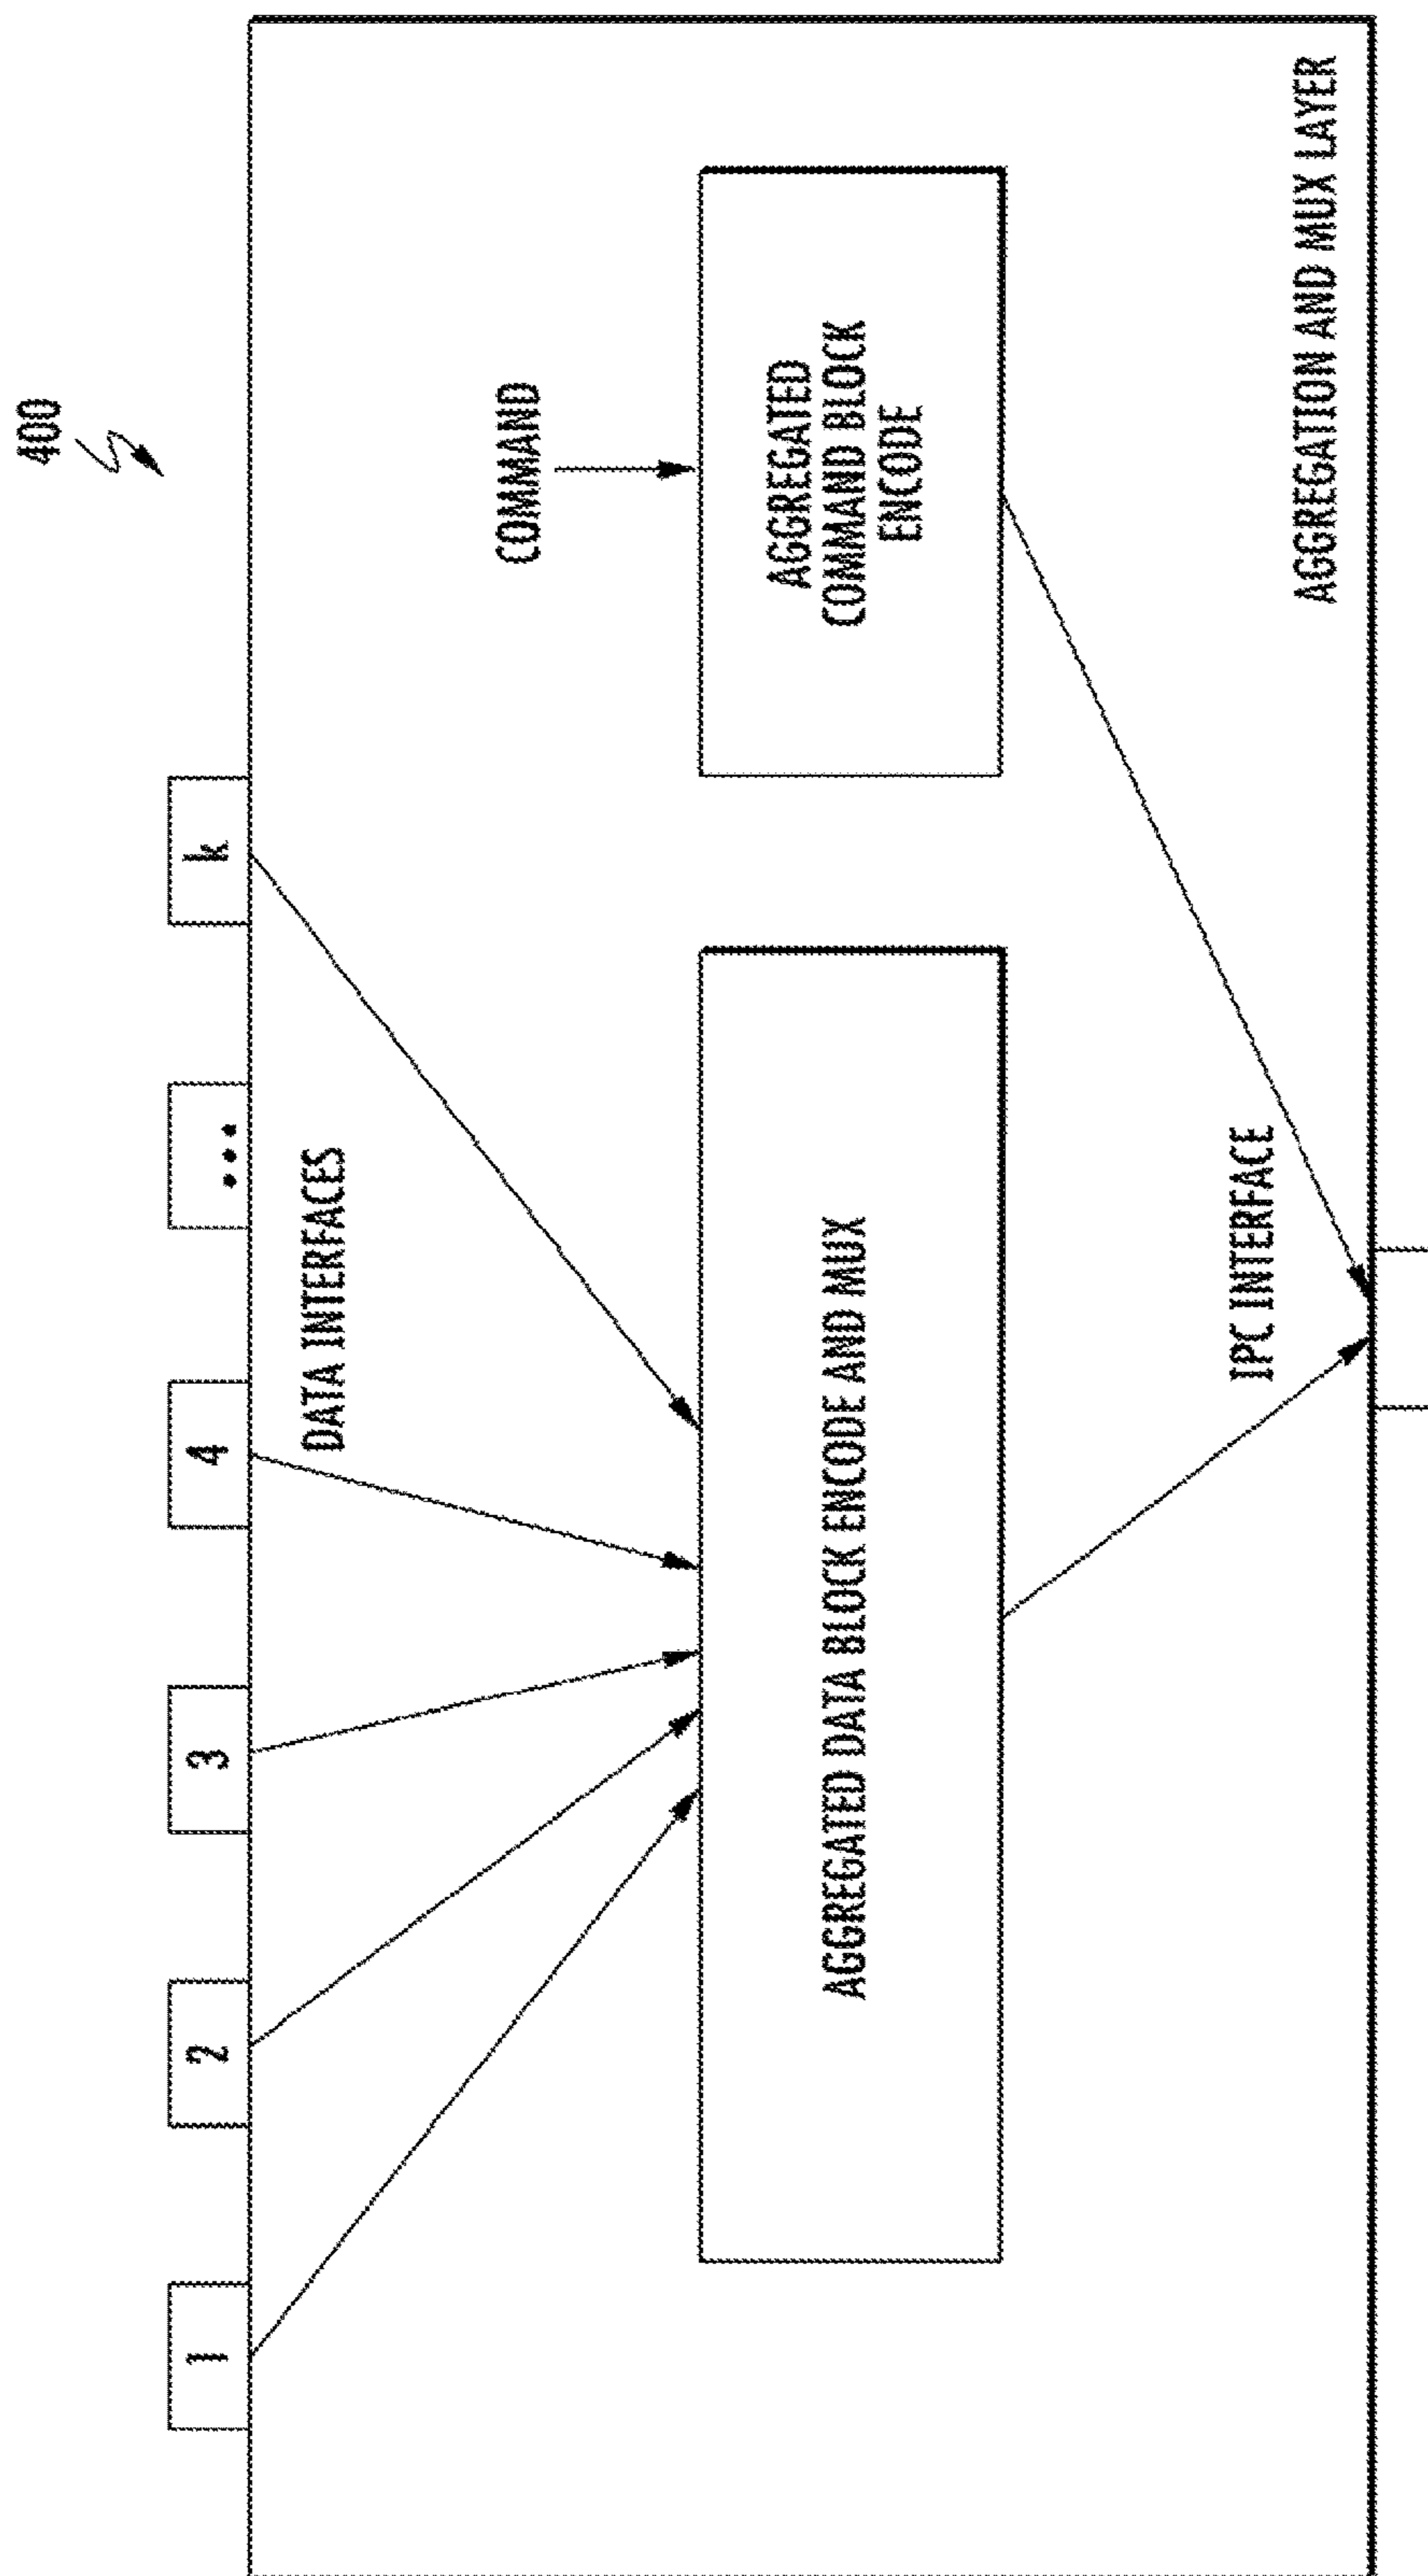 400
1
2
3
4
...
k
DATA INTERFACES
COMMAND
AGGREGATED
COMMAND BLOCK
ENCODE
AGGREGATED DATA BLOCK ENCODE AND MUX
IPC INTERFACE
AGGREGATION AND MUX LAYER